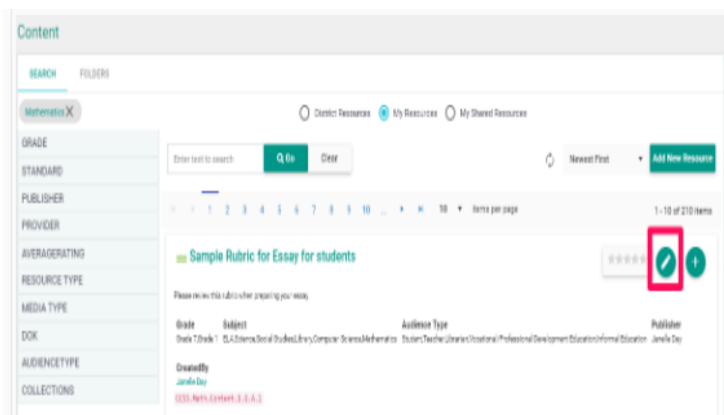 Content
SEARCH FOLDERS
Mathematics X
District Resources My Resources My Shared Resources
GRADE
STANDARD
PUBLISHER
PROVIDER
AVERAGERATING
RESOURCE TYPE
MEDIA TYPE
DOK
AUDIENCETYPE
COLLECTIONS
Enter text to search Go Clear Newest First Add New Resource
1 2 3 4 5 6 7 8 9 10 ... 10 items per page 1-10 of 210 items
Sample Rubric for Essay for students
Please review this rubric when preparing your essay
Grade Subject Audience Type Publisher
Grade 7,Grade 1 ELA,Science,Social Studies,Library,Computer Science,Mathematics Student,Teacher,Librarian,Vocational/Professional Development Education,Informal Education Janelle Day
CreatedBy
Janelle Day